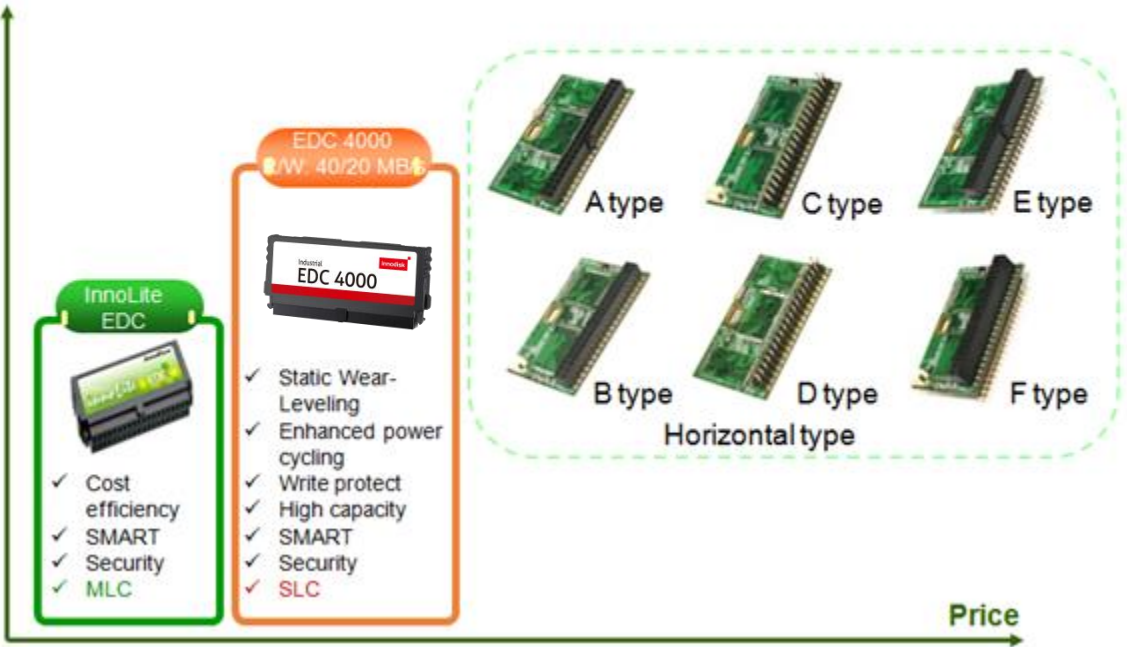 EDC 4000
R/W: 40/20 MB/S
Industrial
EDC 4000
innodisk
InnoLite
EDC
✓ Cost
efficiency
✓ SMART
✓ Security
✓ MLC
✓ Static Wear-
Leveling
✓ Enhanced power
cycling
✓ Write protect
✓ High capacity
✓ SMART
✓ Security
✓ SLC
A type
C type
E type
B type
D type
F type
Horizontal type
Price